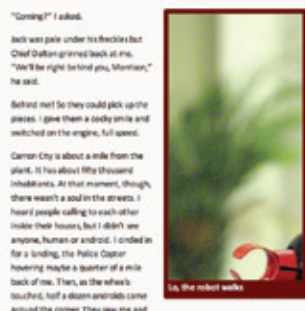 "Coming?" I asked.
Jack was pale under his freckles but
Chief Dalton grinned back at me.
"We'll be right behind you, Morrison,"
he said.
Behind me! So they could pick up the
pieces. I gave them a cocky smile and
switched on the engine, full speed.
Carron City is about a mile from the
plant. It has about fifty thousand
inhabitants. At that moment, though,
there wasn't a soul in the streets. I
heard people calling to each other
inside their houses, but I didn't see
anyone, human or android. I circled in
for a landing, the Police Copter
hovering maybe a quarter of a mile
back of me. Then, as the wheels
touched, half a dozen androids came
around the corner. They saw me and
Lo, the robot walks